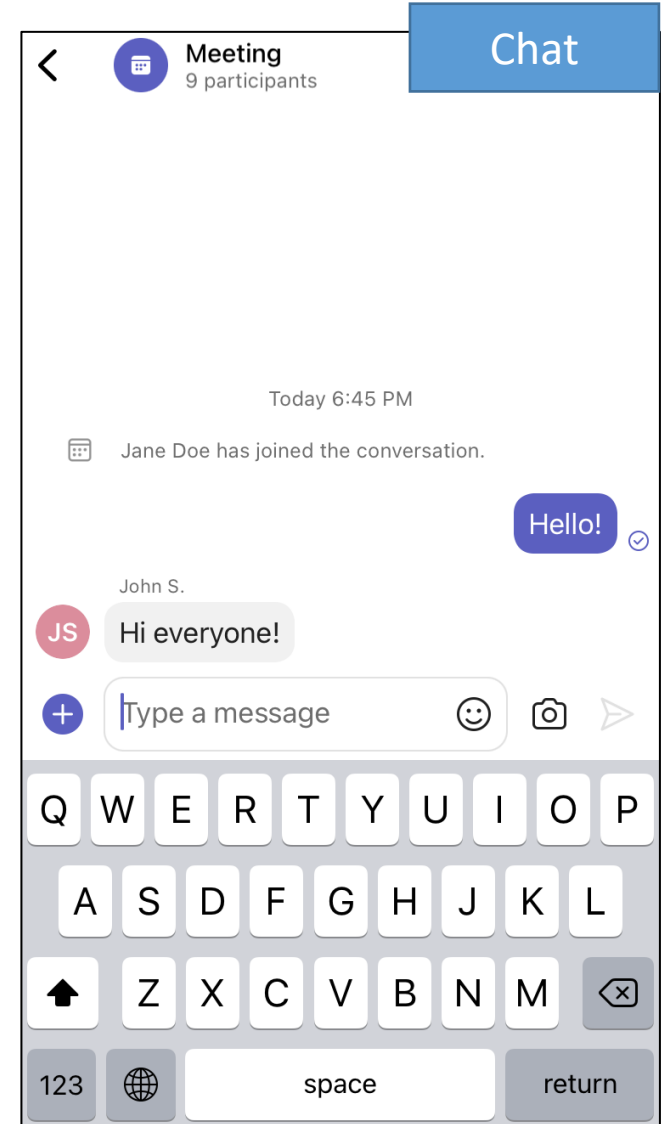 Chat
Meeting
9 participants
Today 6:45 PM
Jane Doe has joined the conversation.
Hello!
John S.
JS
Hi everyone!
Type a message
Q W E R T Y U I O P
A S D F G H J K L
Z X C V B N M
123 space return